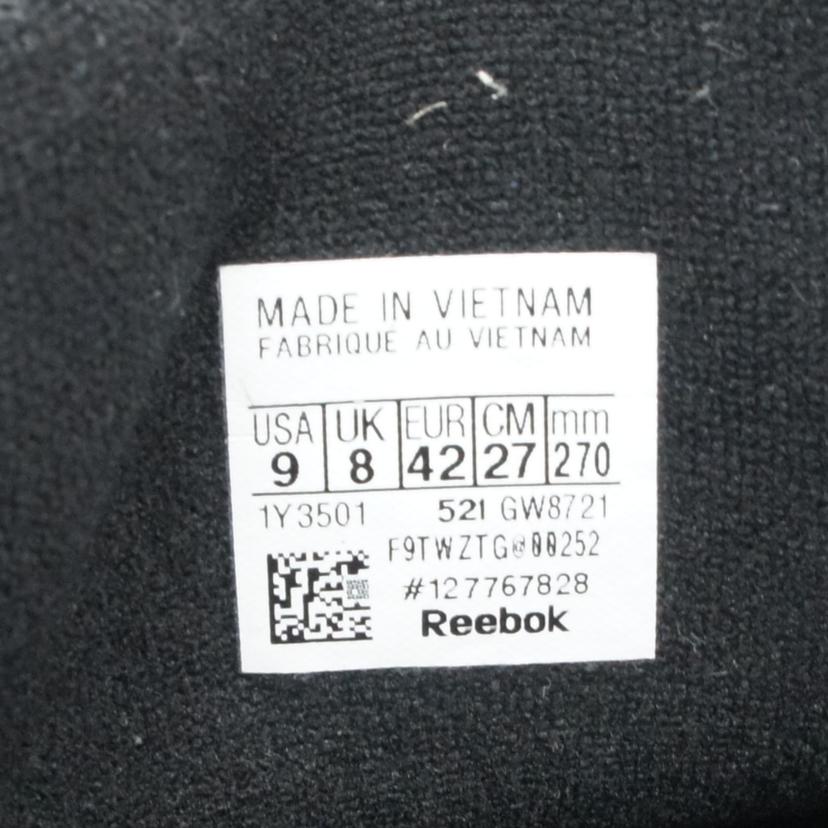 MADE IN VIETNAM
FABRIQUE AU VIETNAM
USA UK EUR CM mm
9 8 42 27 270
1Y3501 521 GW8721
F9TWZTG@00252
#127767828
Reebok